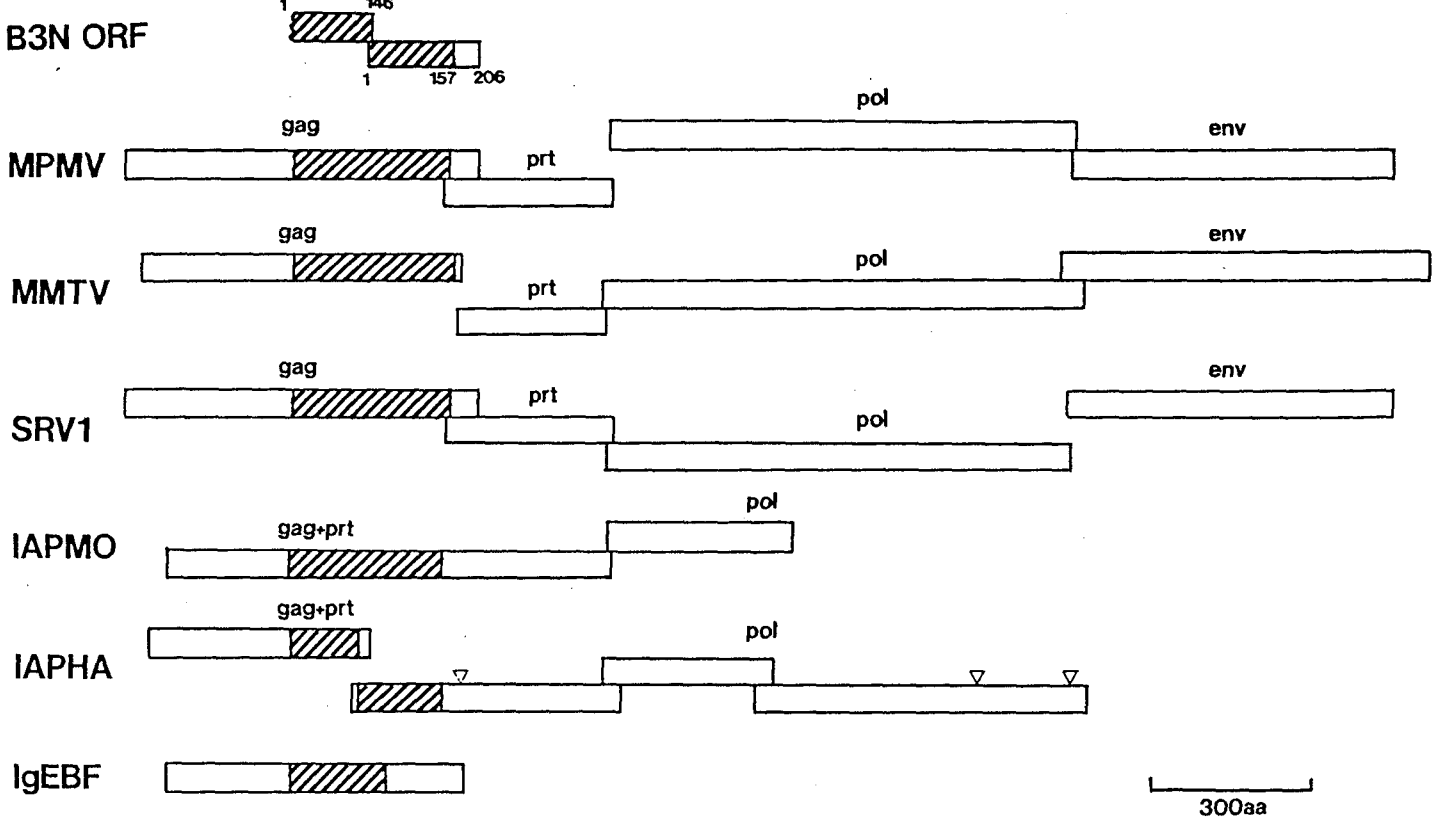 1 146
B3N ORF
1 157 206
pol
gag env
MPMV prt
gag env
pol
MMTV prt
gag env
prt
SRV1 pol
pol
gag+prt
IAPMO
gag+prt
pol
IAPHA
IgEBF
300aa